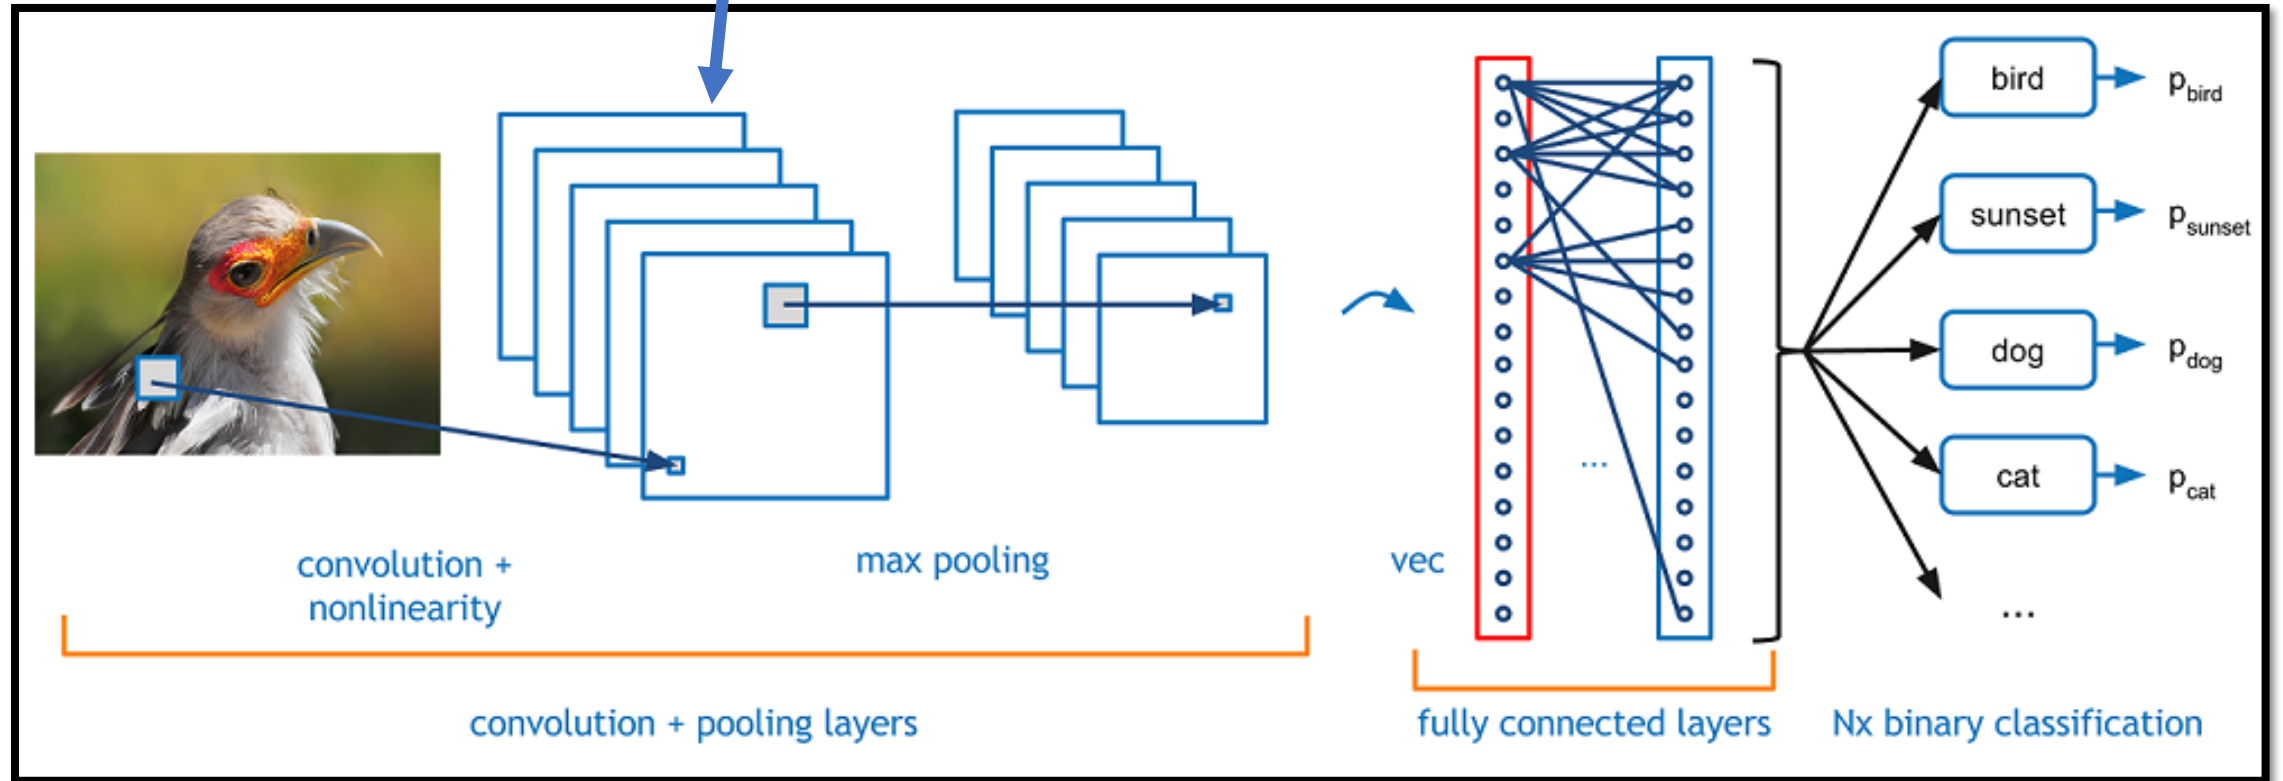 bird
p_bird
sunset
p_sunset
dog
p_dog
cat
p_cat
...
...
convolution +
nonlinearity
max pooling
vec
convolution + pooling layers
fully connected layers
Nx binary classification